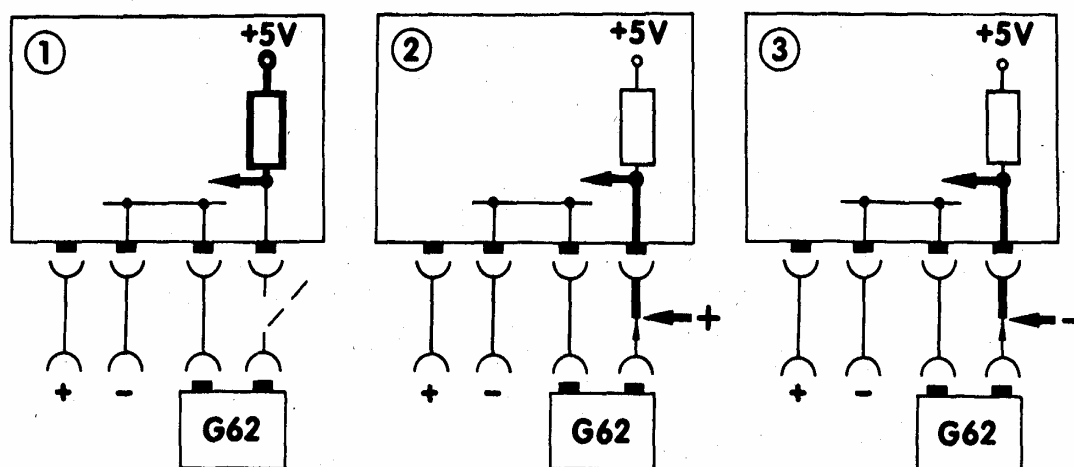 1 +5V
+ -
G62
2 +5V
+
+ -
G62
3 +5V
-
+ -
G62